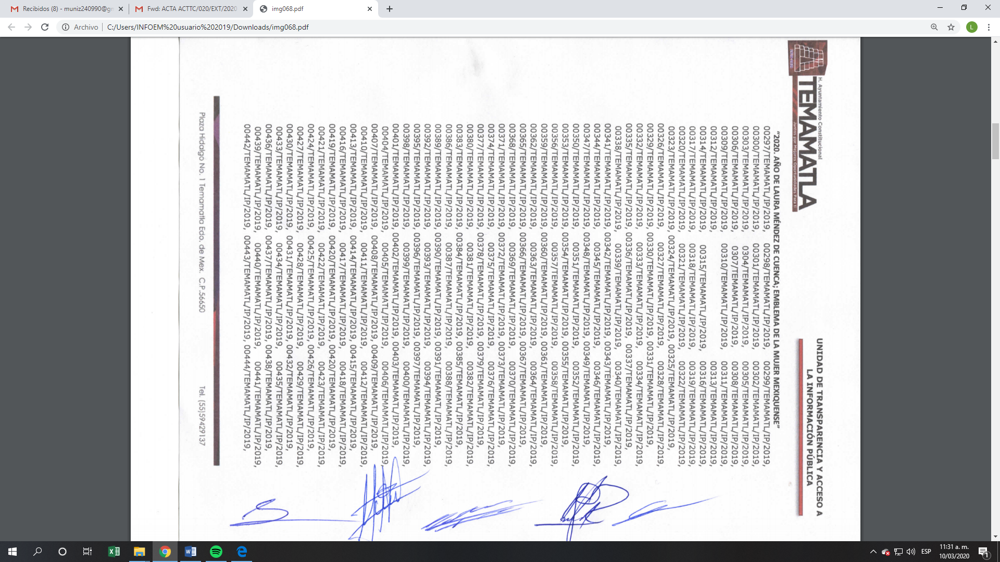 Recibidos (8) - muniz240990@gm
Fwd: ACTA ACTTC/020/EXT/2020
img068.pdf
Archivo
C:/Users/INFOEM%20usuario%202019/Downloads/img068.pdf
L
H. Ayuntamiento Constitucional
TEMAMATLA
Juntos por Mejores Oportunidades Para ti
UNIDAD DE TRANSPARENCIA Y ACCESO A
LA INFORMACIÓN PÚBLICA
"2020. AÑO DE LAURA MÉNDEZ DE CUENCA; EMBLEMA DE LA MUJER MEXIQUENSE"
00297/TEMAMATL/IP/2019, 00298/TEMAMATL/IP/2019, 00299/TEMAMATL/IP/2019,
00300/TEMAMATL/IP/2019, 00301/TEMAMATL/IP/2019, 00302/TEMAMATL/IP/2019,
00303/TEMAMATL/IP/2019, 0304/TEMAMATL/IP/2019, 00305/TEMAMATL/IP/2019,
00306/TEMAMATL/IP/2019, 0307/TEMAMATL/IP/2019, 00308/TEMAMATL/IP/2019,
00309/TEMAMATL/IP/2019, 00310/TEMAMATL/IP/2019, 00311/TEMAMATL/IP/2019,
00312/TEMAMATL/IP/2019, 00313/TEMAMATL/IP/2019,
00314/TEMAMATL/IP/2019, 00315/TEMAMATL/IP/2019, 00316/TEMAMATL/IP/2019,
00317/TEMAMATL/IP/2019, 00318/TEMAMATL/IP/2019, 00319/TEMAMATL/IP/2019,
00320/TEMAMATL/IP/2019, 00321/TEMAMATL/IP/2019, 00322/TEMAMATL/IP/2019,
00323/TEMAMATL/IP/2019, 00324/TEMAMATL/IP/2019, 00325/TEMAMATL/IP/2019,
00326/TEMAMATL/IP/2019, 00327/TEMAMATL/IP/2019, 00328/TEMAMATL/IP/2019,
00329/TEMAMATL/IP/2019, 00330/TEMAMATL/IP/2019, 00331/TEMAMATL/IP/2019,
00332/TEMAMATL/IP/2019, 00333/TEMAMATL/IP/2019, 00334/TEMAMATL/IP/2019,
00335/TEMAMATL/IP/2019, 00336/TEMAMATL/IP/2019, 00337/TEMAMATL/IP/2019,
00338/TEMAMATL/IP/2019, 00339/TEMAMATL/IP/2019, 00340/TEMAMATL/IP/2019,
00341/TEMAMATL/IP/2019, 00342/TEMAMATL/IP/2019, 00343/TEMAMATL/IP/2019,
00344/TEMAMATL/IP/2019, 00345/TEMAMATL/IP/2019, 00346/TEMAMATL/IP/2019,
00347/TEMAMATL/IP/2019, 00348/TEMAMATL/IP/2019, 00349/TEMAMATL/IP/2019,
00350/TEMAMATL/IP/2019, 00351/TEMAMATL/IP/2019, 00352/TEMAMATL/IP/2019,
00353/TEMAMATL/IP/2019, 00354/TEMAMATL/IP/2019, 00355/TEMAMATL/IP/2019,
00356/TEMAMATL/IP/2019, 00357/TEMAMATL/IP/2019, 00358/TEMAMATL/IP/2019,
00359/TEMAMATL/IP/2019, 00360/TEMAMATL/IP/2019, 00361/TEMAMATL/IP/2019,
00362/TEMAMATL/IP/2019, 00363/TEMAMATL/IP/2019, 00364/TEMAMATL/IP/2019,
00365/TEMAMATL/IP/2019, 00366/TEMAMATL/IP/2019, 00367/TEMAMATL/IP/2019,
00368/TEMAMATL/IP/2019, 00369/TEMAMATL/IP/2019, 00370/TEMAMATL/IP/2019,
00371/TEMAMATL/IP/2019, 00372/TEMAMATL/IP/2019, 00373/TEMAMATL/IP/2019,
00374/TEMAMATL/IP/2019, 00375/TEMAMATL/IP/2019, 00376/TEMAMATL/IP/2019,
00377/TEMAMATL/IP/2019, 00378/TEMAMATL/IP/2019, 00379/TEMAMATL/IP/2019,
00380/TEMAMATL/IP/2019, 00381/TEMAMATL/IP/2019, 00382/TEMAMATL/IP/2019,
00383/TEMAMATL/IP/2019, 00384/TEMAMATL/IP/2019, 00385/TEMAMATL/IP/2019,
00386/TEMAMATL/IP/2019, 00387/TEMAMATL/IP/2019, 00388/TEMAMATL/IP/2019,
00389/TEMAMATL/IP/2019, 00390/TEMAMATL/IP/2019, 00391/TEMAMATL/IP/2019,
00392/TEMAMATL/IP/2019, 00393/TEMAMATL/IP/2019, 00394/TEMAMATL/IP/2019,
00395/TEMAMATL/IP/2019, 00396/TEMAMATL/IP/2019, 00397/TEMAMATL/IP/2019,
00398/TEMAMATL/IP/2019, 00399/TEMAMATL/IP/2019, 00400/TEMAMATL/IP/2019,
00401/TEMAMATL/IP/2019, 00402/TEMAMATL/IP/2019, 00403/TEMAMATL/IP/2019,
00404/TEMAMATL/IP/2019, 00405/TEMAMATL/IP/2019, 00406/TEMAMATL/IP/2019,
00407/TEMAMATL/IP/2019, 00408/TEMAMATL/IP/2019, 00409/TEMAMATL/IP/2019,
00410/TEMAMATL/IP/2019, 00411/TEMAMATL/IP/2019, 00412/TEMAMATL/IP/2019,
00413/TEMAMATL/IP/2019, 00414/TEMAMATL/IP/2019, 00415/TEMAMATL/IP/2019,
00416/TEMAMATL/IP/2019, 00417/TEMAMATL/IP/2019, 00418/TEMAMATL/IP/2019,
00419/TEMAMATL/IP/2019, 00420/TEMAMATL/IP/2019, 00420/TEMAMATL/IP/2019,
00421/TEMAMATL/IP/2019, 00422/TEMAMATL/IP/2019, 00423/TEMAMATL/IP/2019,
00424/TEMAMATL/IP/2019, 00425/TEMAMATL/IP/2019, 00426/TEMAMATL/IP/2019,
00427/TEMAMATL/IP/2019, 00428/TEMAMATL/IP/2019, 00429/TEMAMATL/IP/2019,
00430/TEMAMATL/IP/2019, 00431/TEMAMATL/IP/2019, 00432/TEMAMATL/IP/2019,
00433/TEMAMATL/IP/2019, 00434/TEMAMATL/IP/2019, 00435/TEMAMATL/IP/2019,
00436/TEMAMATL/IP/2019, 00437/TEMAMATL/IP/2019, 00438/TEMAMATL/IP/2019,
00439/TEMAMATL/IP/2019, 00440/TEMAMATL/IP/2019, 00441/TEMAMATL/IP/2019,
00442/TEMAMATL/IP/2019, 00443/TEMAMATL/IP/2019, 00444/TEMAMATL/IP/2019,
Plaza Hidalgo No. 1 Temamatla Edo. de Mex. C.P.56650 Tel. (55)59429137
ESP
11:31 a. m.
10/03/2020
1